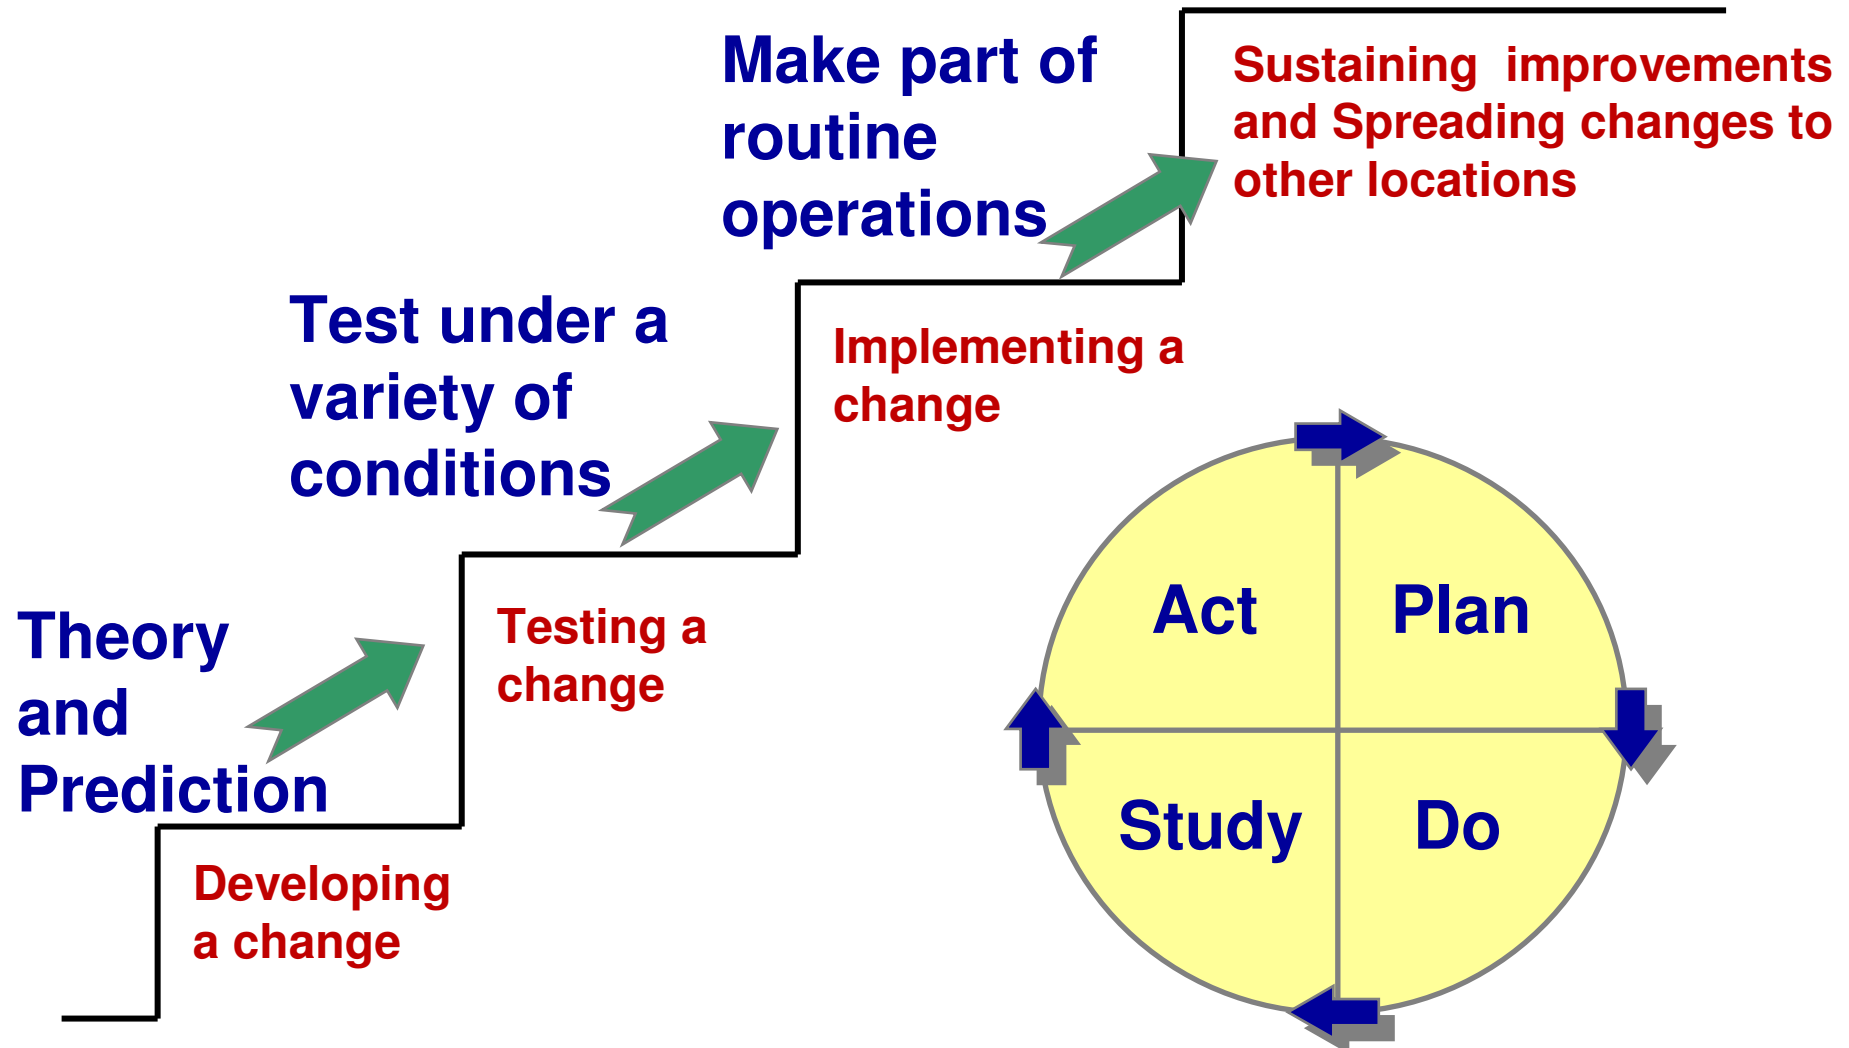 Make part of
routine
operations
Sustaining improvements
and Spreading changes to
other locations
Test under a
variety of
conditions
Implementing a
change
Theory
and
Prediction
Testing a
change
Developing
a change
Act
Plan
Study
Do